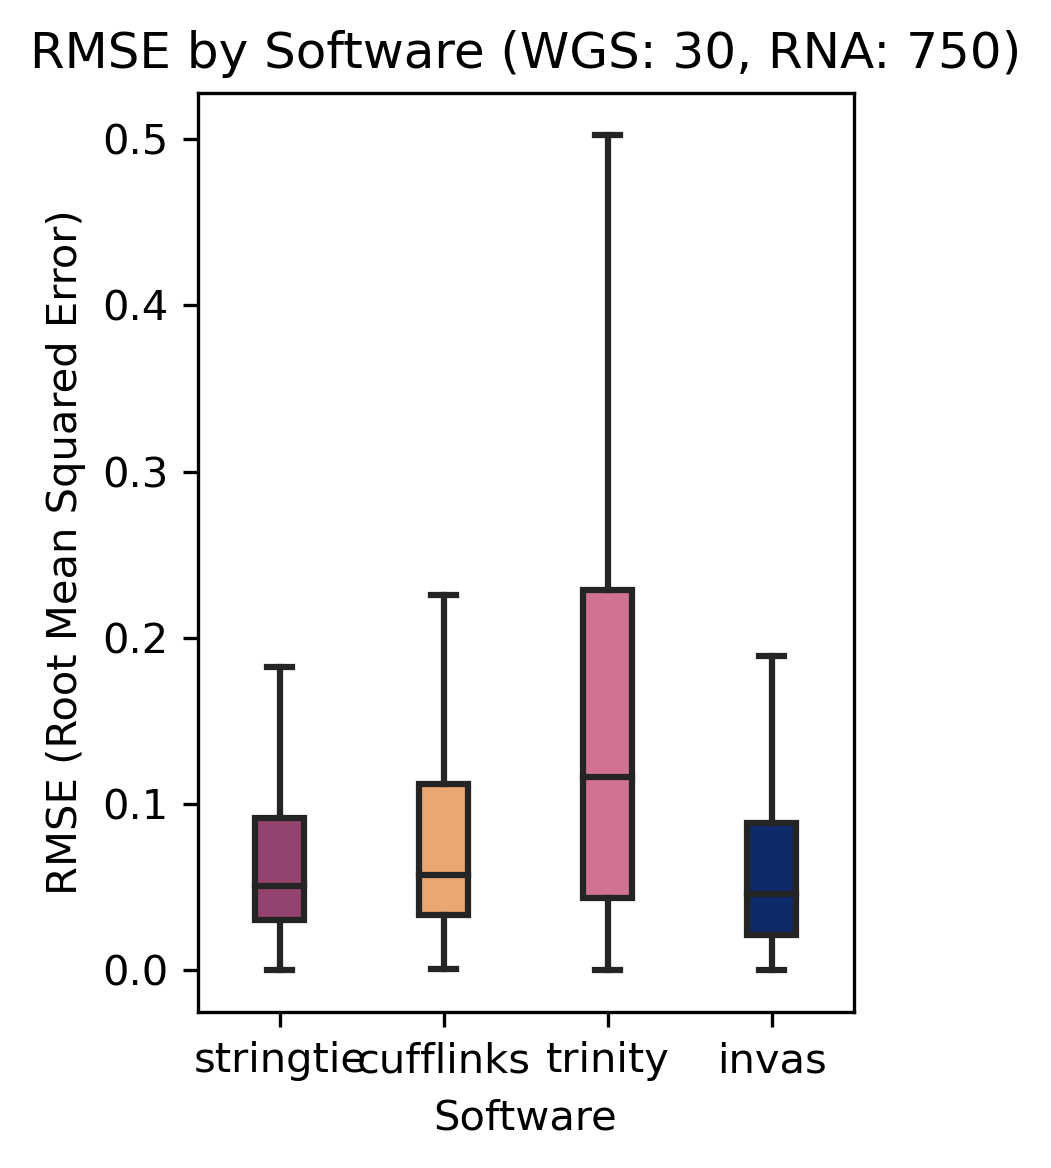 RMSE by Software (WGS: 30, RNA: 750)
RMSE (Root Mean Squared Error)
0.5
0.4
0.3
0.2
0.1
0.0
stringtie cufflinks trinity invas
Software